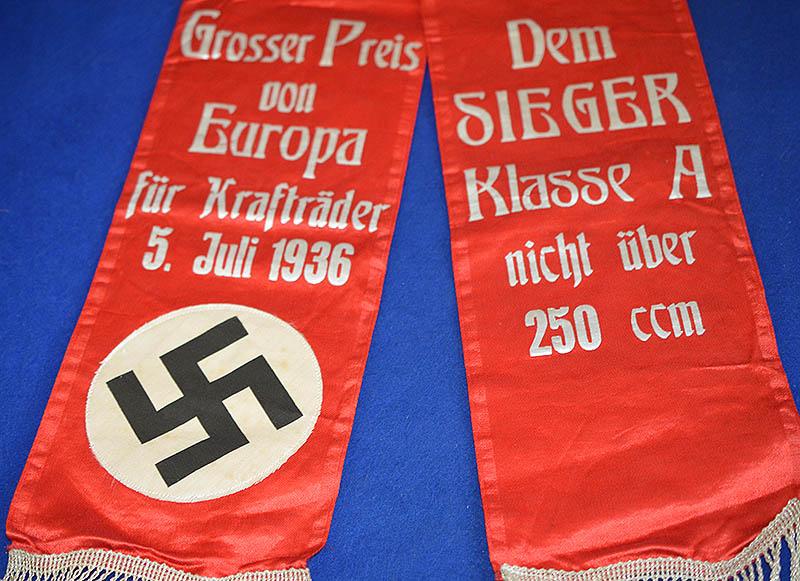 Grosser Preis
von
Europa
für Krafträder
5. Juli 1936
Dem
SIEGER
Klasse A
nicht über
250 ccm